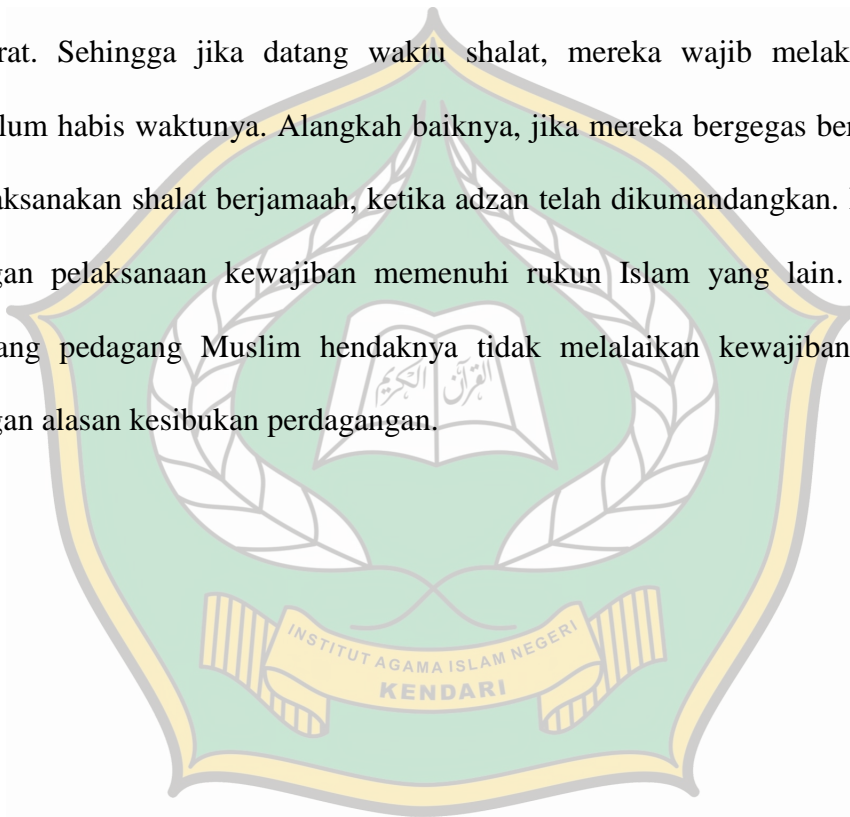 rat. Sehingga jika datang waktu shalat, mereka wajib melak
lum habis waktunya. Alangkah baiknya, jika mereka bergegas ber
aksanakan shalat berjamaah, ketika adzan telah dikumandangkan.
gan pelaksanaan kewajiban memenuhi rukun Islam yang lain.
ang pedagang Muslim hendaknya tidak melalaikan kewajiban
القرآن الكريم
gan alasan kesibukan perdagangan.
INSTITUT AGAMA ISLAM NEGERI
KENDARI